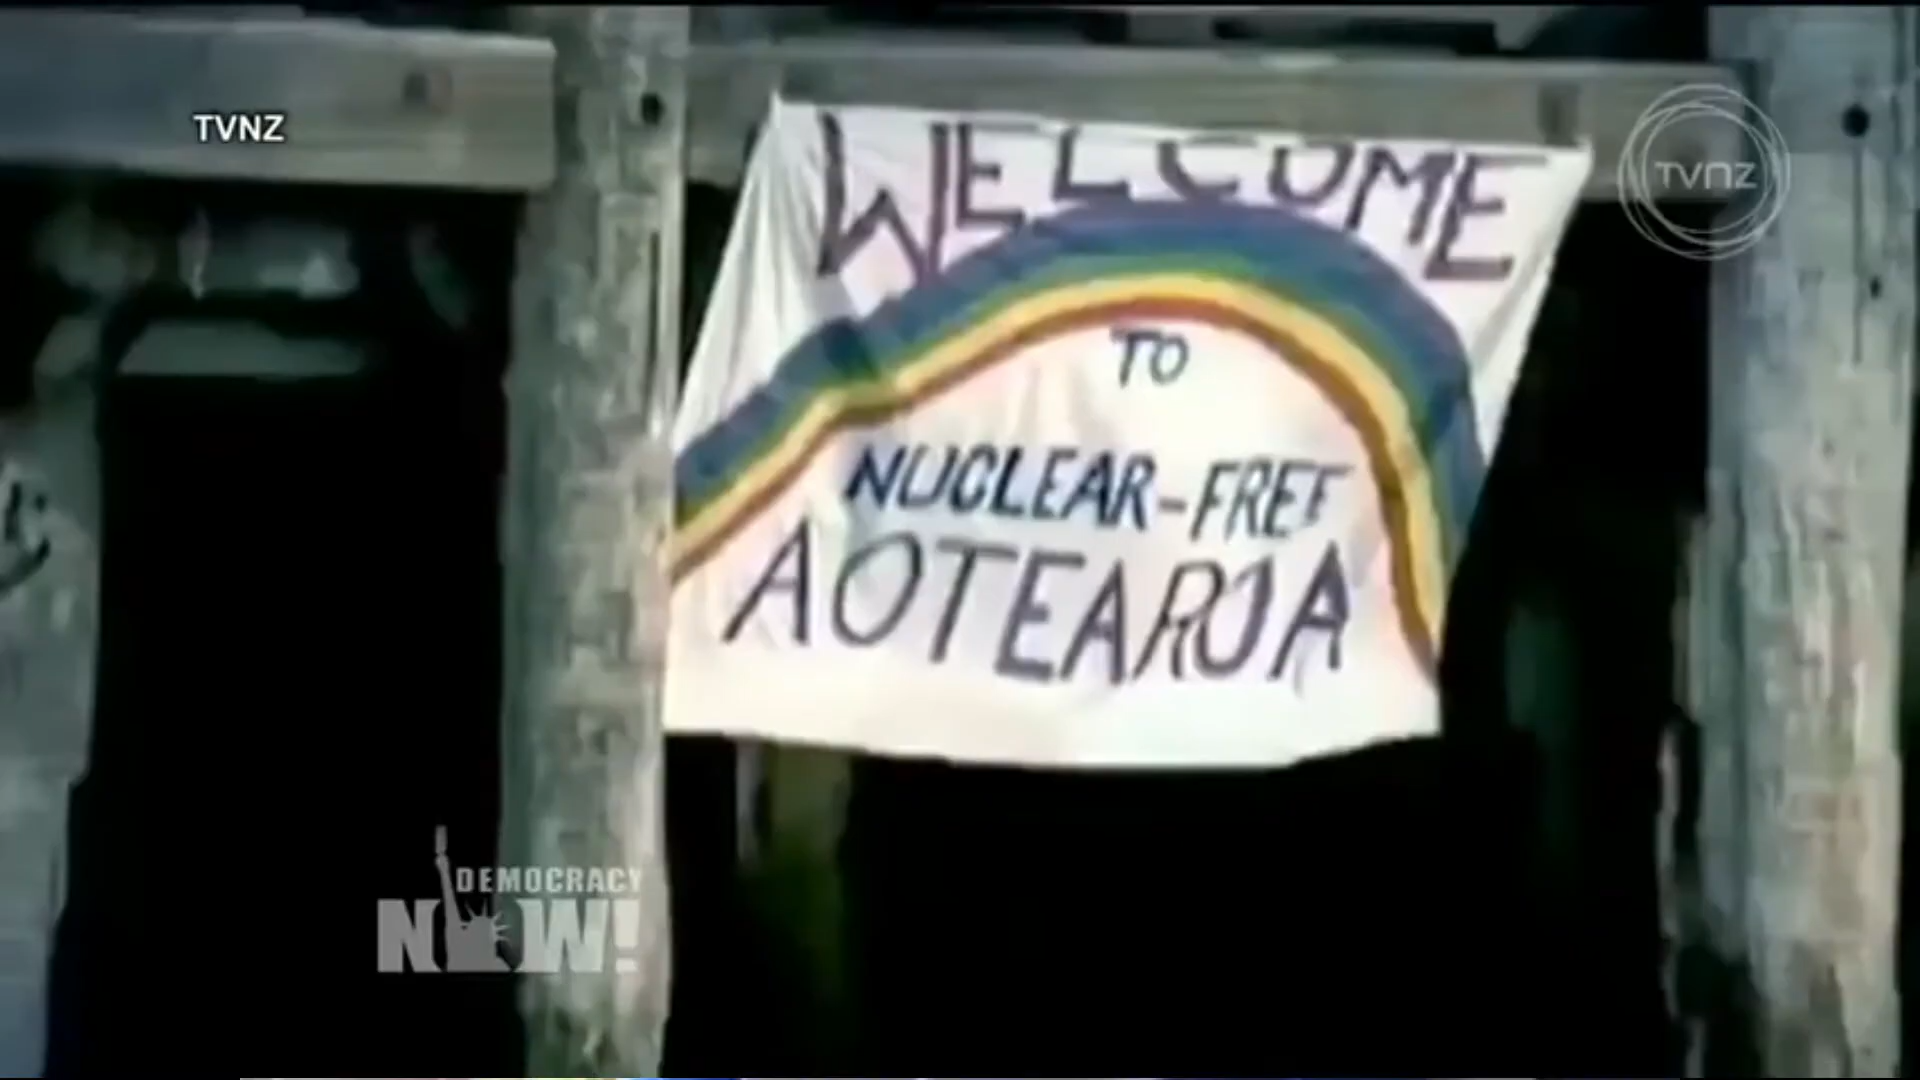 TVNZ
TVNZ
WELCOME
TO
NUCLEAR-FREE
AOTEAROA
DEMOCRACY
NOW!